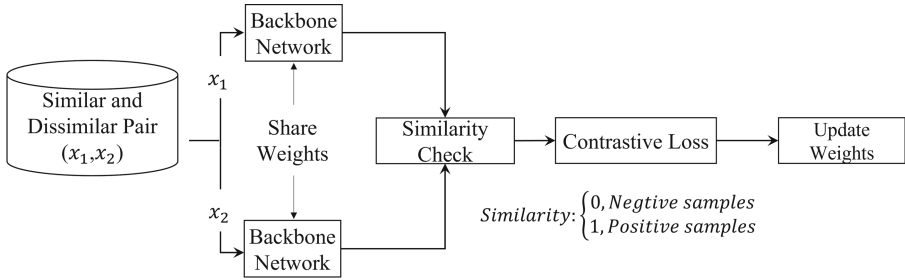 Similar and
Dissimilar Pair
(x₁,x₂)
x₁
x₂
Backbone
Network
Share
Weights
Backbone
Network
Similarity
Check
Contrastive Loss
Update
Weights
Similarity:{0, Negtive samples
1, Positive samples